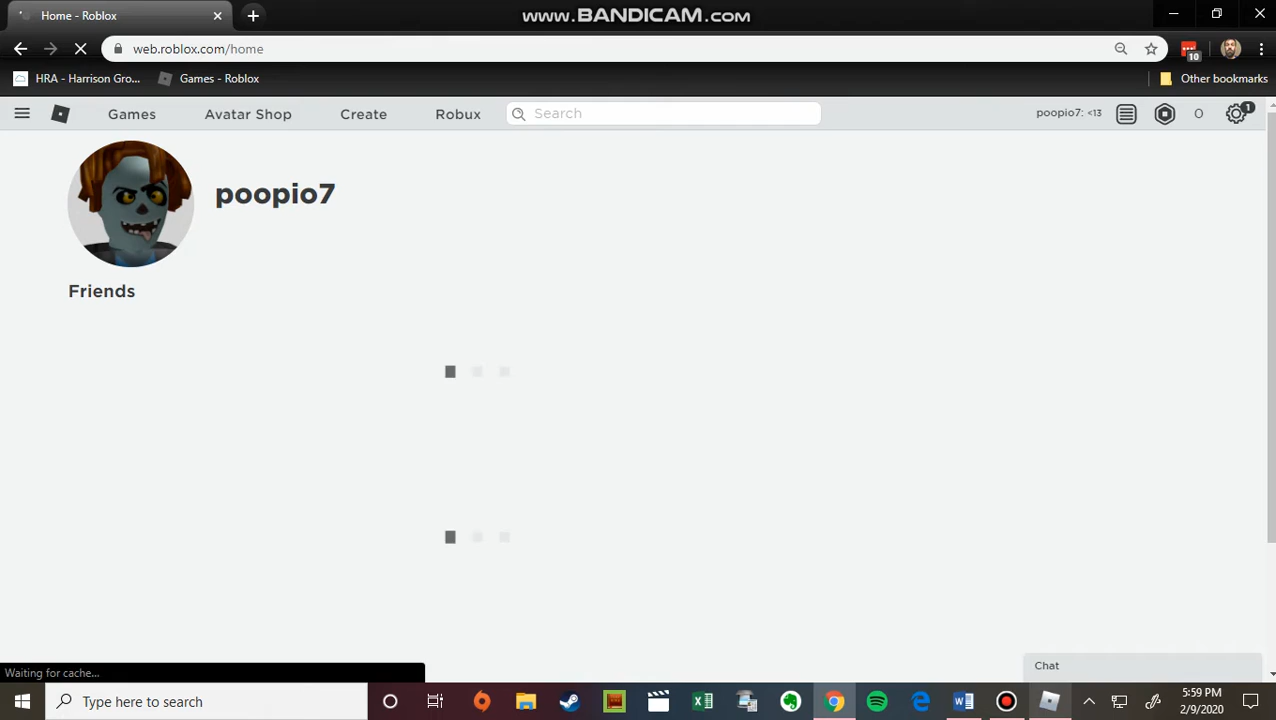 Home - Roblox
WWW.BANDICAM.COM
web.roblox.com/home
10
HRA - Harrison Gro...
Games - Roblox
Other bookmarks
Games
Avatar Shop
Create
Robux
Search
poopio7: <13
0
1
poopio7
Friends
Waiting for cache...
Chat
Type here to search
5:59 PM
2/9/2020